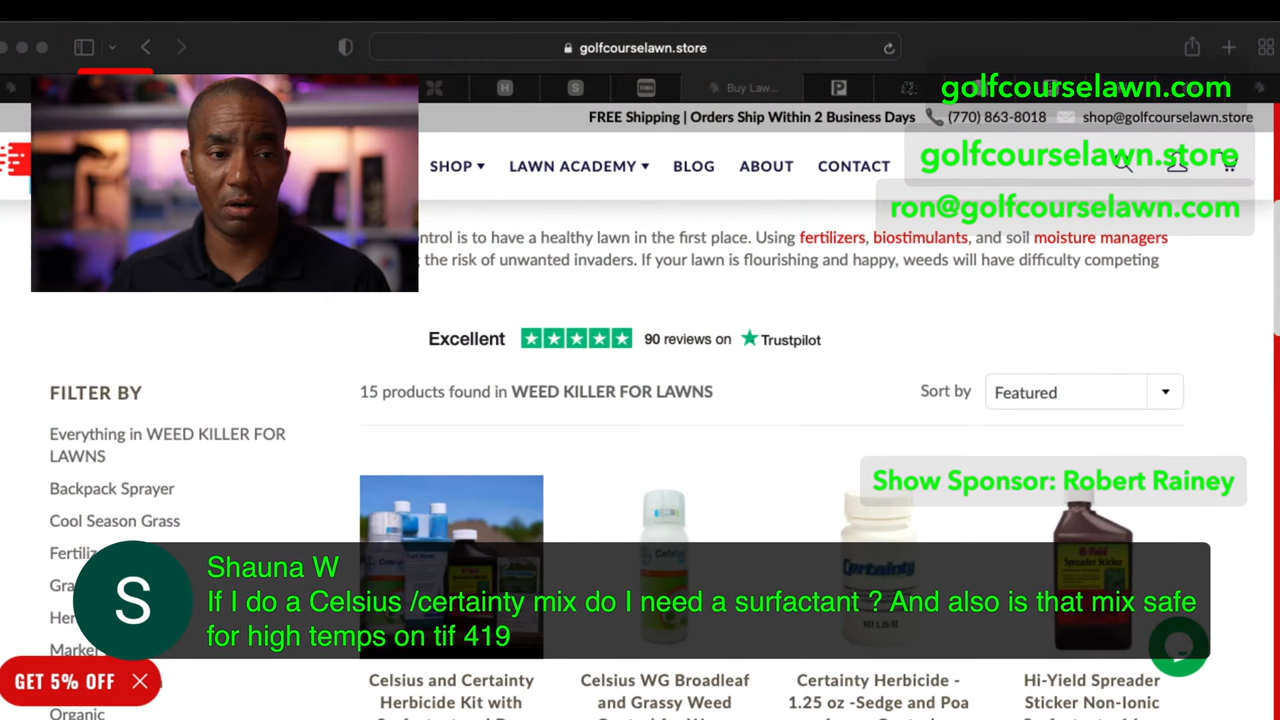 golfcourselawn.store
Buy Law...
golfcourselawn.com
FREE Shipping | Orders Ship Within 2 Business Days (770) 863-8018 shop@golfcourselawn.store
golfcourselawn.store
SHOP LAWN ACADEMY BLOG ABOUT CONTACT
ron@golfcourselawn.com
ontrol is to have a healthy lawn in the first place. Using fertilizers, biostimulants, and soil moisture managers
the risk of unwanted invaders. If your lawn is flourishing and happy, weeds will have difficulty competing
Excellent 90 reviews on Trustpilot
FILTER BY
15 products found in WEED KILLER FOR LAWNS
Sort by Featured
Everything in WEED KILLER FOR
LAWNS
Backpack Sprayer
Cool Season Grass
Show Sponsor: Robert Rainey
S
Shauna W
If I do a Celsius /certainty mix do I need a surfactant ? And also is that mix safe
for high temps on tif 419
GET 5% OFF
Organic
Celsius and Certainty
Herbicide Kit with
Celsius WG Broadleaf
and Grassy Weed
Certainty Herbicide -
1.25 oz -Sedge and Poa
Hi-Yield Spreader
Sticker Non-Ionic